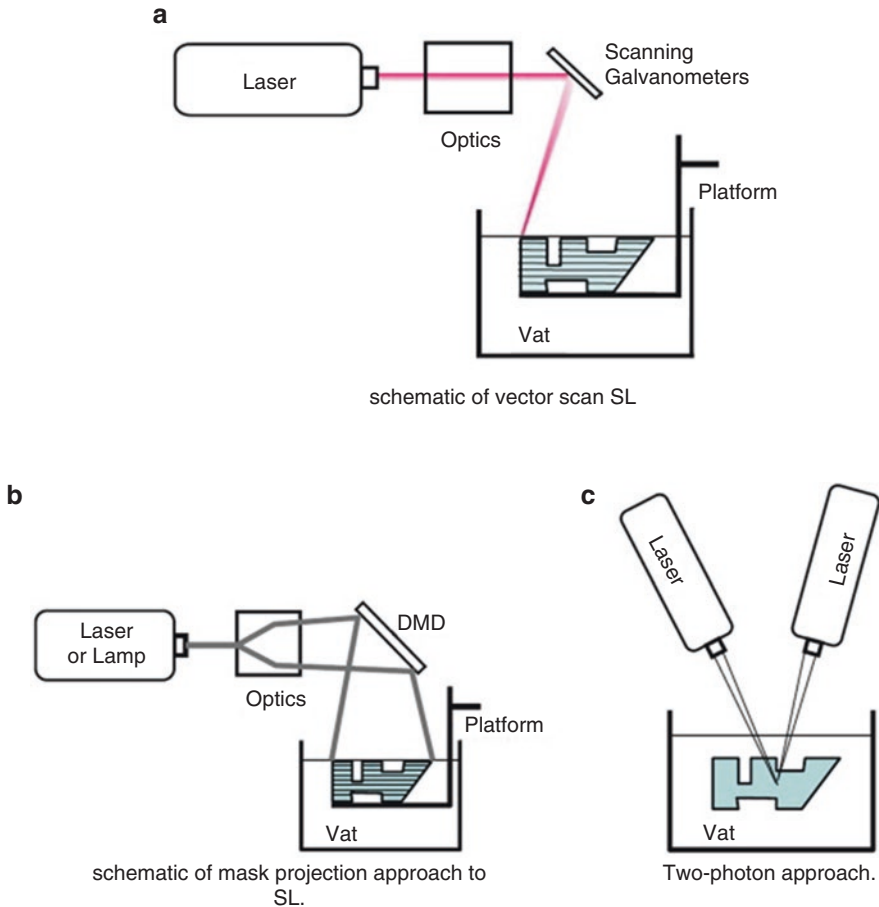 a
Laser
Optics
Scanning
Galvanometers
Platform
Vat
schematic of vector scan SL
b
Laser
or Lamp
Optics
DMD
Platform
Vat
schematic of mask projection approach to
SL.
c
Laser
Laser
Vat
Two-photon approach.